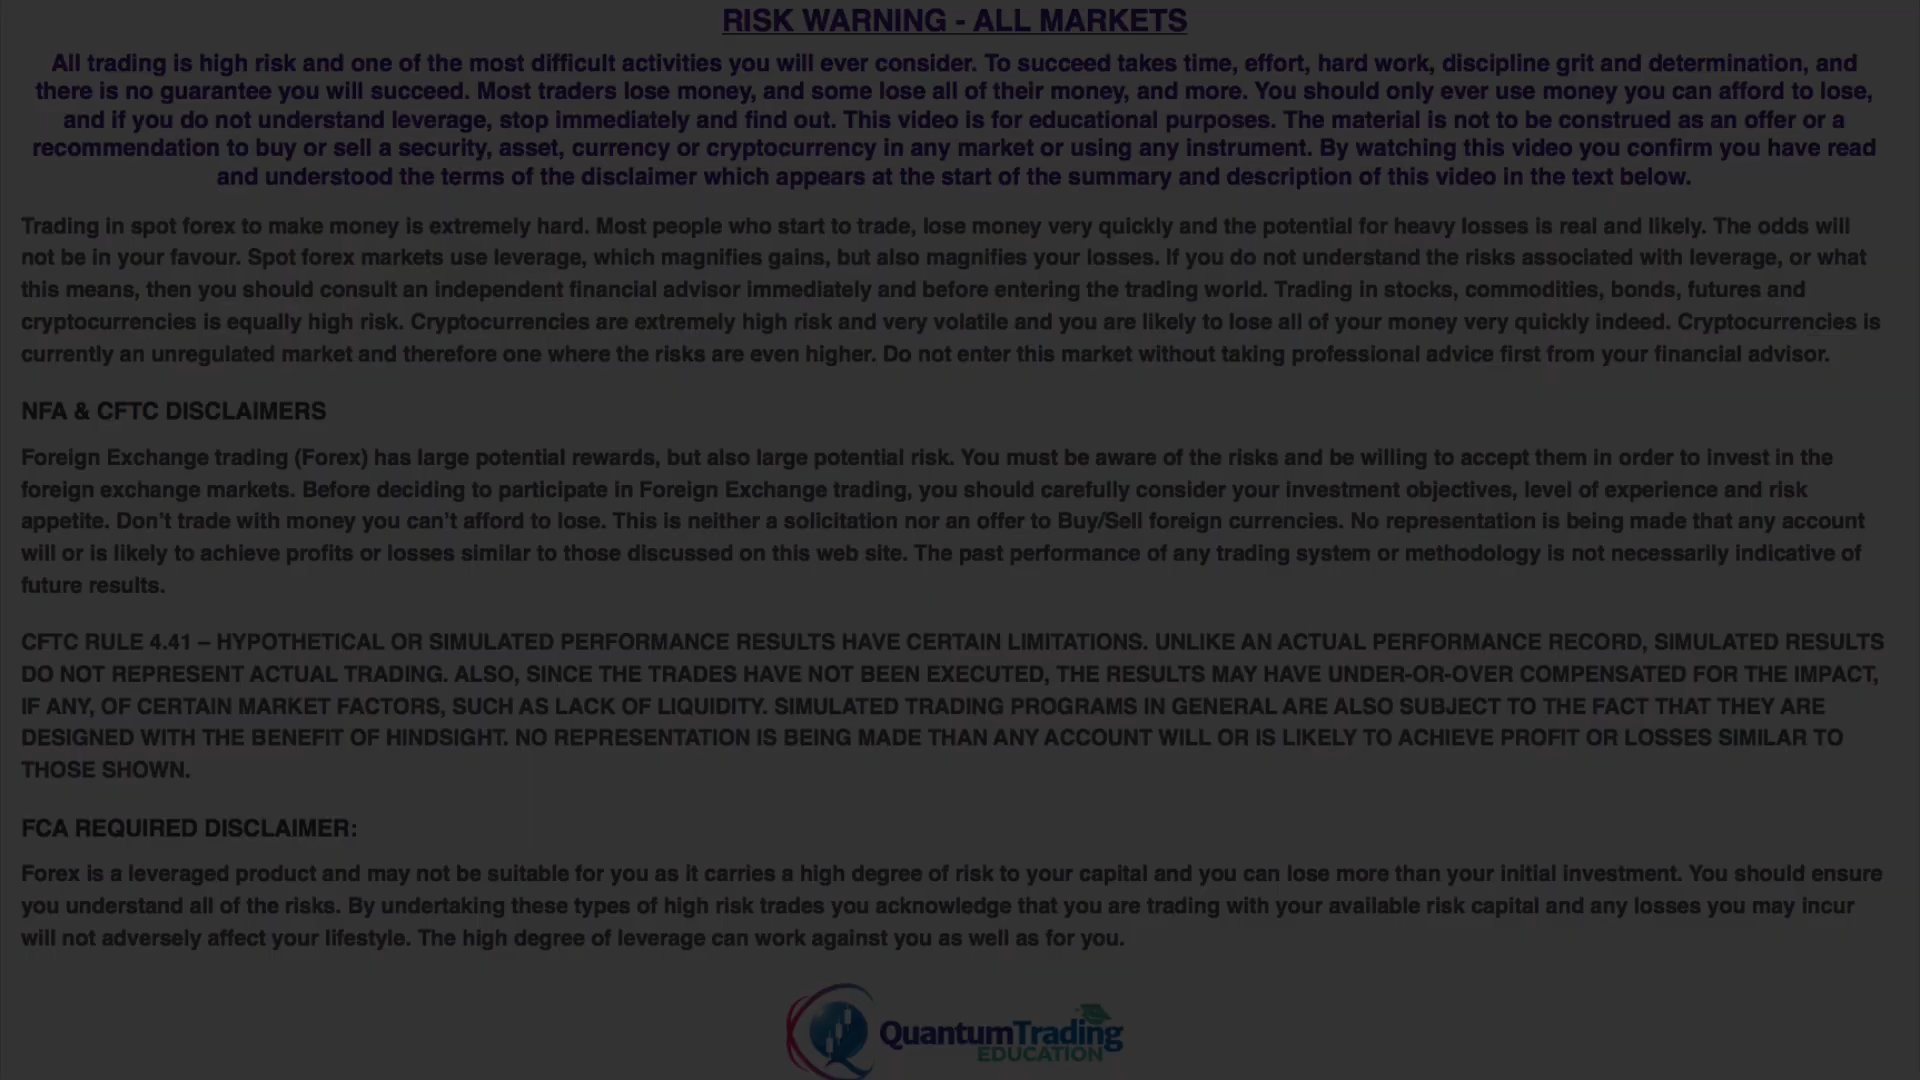 RISK WARNING - ALL MARKETS
All trading is high risk and one of the most difficult activities you will ever consider. To succeed takes time, effort, hard work, discipline grit and determination, and
there is no guarantee you will succeed. Most traders lose money, and some lose all of their money, and more. You should only ever use money you can afford to lose,
and if you do not understand leverage, stop immediately and find out. This video is for educational purposes. The material is not to be construed as an offer or a
recommendation to buy or sell a security, asset, currency or cryptocurrency in any market or using any instrument. By watching this video you confirm you have read
and understood the terms of the disclaimer which appears at the start of the summary and description of this video in the text below.
Trading in spot forex to make money is extremely hard. Most people who start to trade, lose money very quickly and the potential for heavy losses is real and likely. The odds will
not be in your favour. Spot forex markets use leverage, which magnifies gains, but also magnifies your losses. If you do not understand the risks associated with leverage, or what
this means, then you should consult an independent financial advisor immediately and before entering the trading world. Trading in stocks, commodities, bonds, futures and
cryptocurrencies is equally high risk. Cryptocurrencies are extremely high risk and very volatile and you are likely to lose all of your money very quickly indeed. Cryptocurrencies is
currently an unregulated market and therefore one where the risks are even higher. Do not enter this market without taking professional advice first from your financial advisor.
NFA & CFTC DISCLAIMERS
Foreign Exchange trading (Forex) has large potential rewards, but also large potential risk. You must be aware of the risks and be willing to accept them in order to invest in the
foreign exchange markets. Before deciding to participate in Foreign Exchange trading, you should carefully consider your investment objectives, level of experience and risk
appetite. Don’t trade with money you can’t afford to lose. This is neither a solicitation nor an offer to Buy/Sell foreign currencies. No representation is being made that any account
will or is likely to achieve profits or losses similar to those discussed on this web site. The past performance of any trading system or methodology is not necessarily indicative of
future results.
CFTC RULE 4.41 – HYPOTHETICAL OR SIMULATED PERFORMANCE RESULTS HAVE CERTAIN LIMITATIONS. UNLIKE AN ACTUAL PERFORMANCE RECORD, SIMULATED RESULTS
DO NOT REPRESENT ACTUAL TRADING. ALSO, SINCE THE TRADES HAVE NOT BEEN EXECUTED, THE RESULTS MAY HAVE UNDER-OR-OVER COMPENSATED FOR THE IMPACT,
IF ANY, OF CERTAIN MARKET FACTORS, SUCH AS LACK OF LIQUIDITY. SIMULATED TRADING PROGRAMS IN GENERAL ARE ALSO SUBJECT TO THE FACT THAT THEY ARE
DESIGNED WITH THE BENEFIT OF HINDSIGHT. NO REPRESENTATION IS BEING MADE THAN ANY ACCOUNT WILL OR IS LIKELY TO ACHIEVE PROFIT OR LOSSES SIMILAR TO
THOSE SHOWN.
FCA REQUIRED DISCLAIMER:
Forex is a leveraged product and may not be suitable for you as it carries a high degree of risk to your capital and you can lose more than your initial investment. You should ensure
you understand all of the risks. By undertaking these types of high risk trades you acknowledge that you are trading with your available risk capital and any losses you may incur
will not adversely affect your lifestyle. The high degree of leverage can work against you as well as for you.
QuantumTrading
EDUCATION